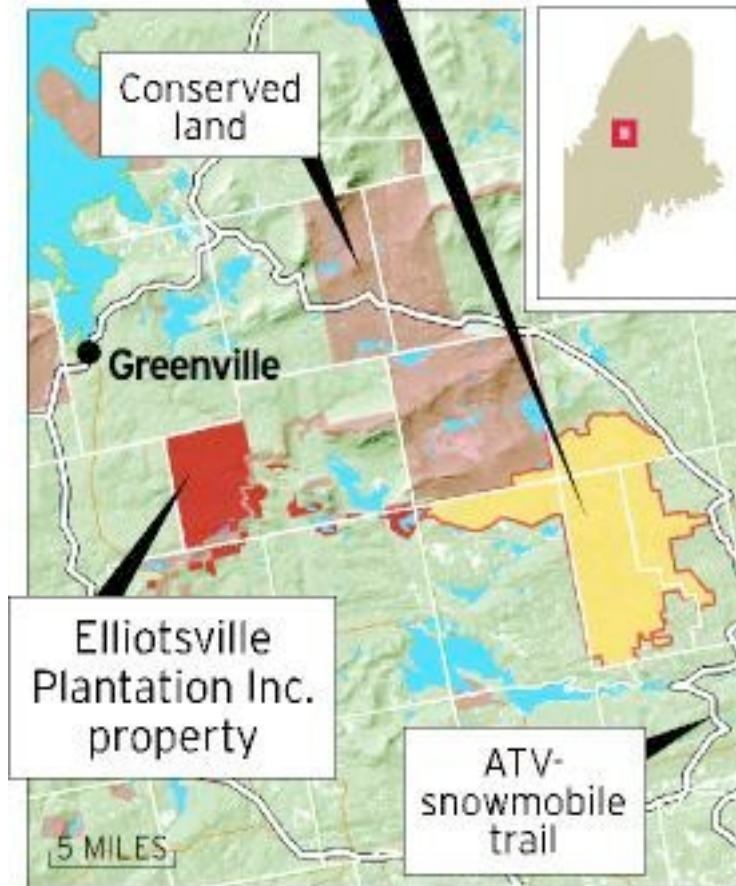 Conserved
land
Greenville
Elliotsville
Plantation Inc.
property
ATV-
snowmobile
trail
5 MILES